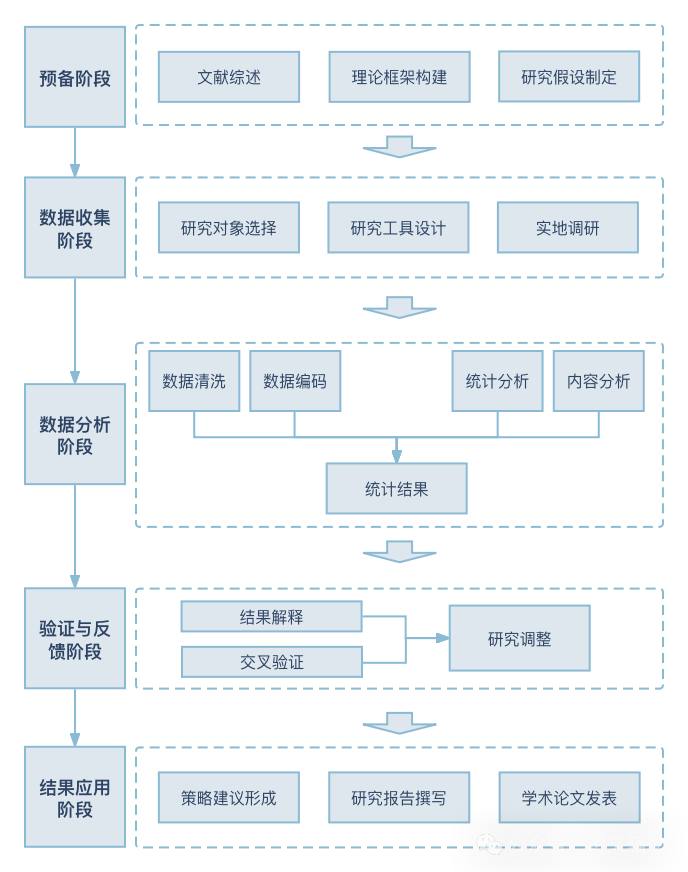 预备阶段
文献综述
理论框架构建
研究假设制定
数据收集
阶段
研究对象选择
研究工具设计
实地调研
数据清洗
数据编码
统计分析
内容分析
数据分析
阶段
统计结果
验证与反
馈阶段
结果解释
交叉验证
研究调整
结果应用
阶段
策略建议形成
研究报告撰写
学术论文发表